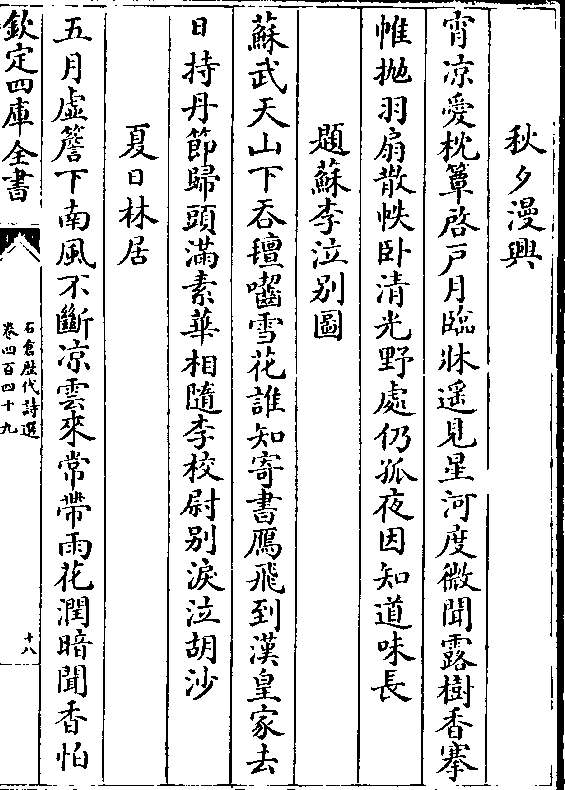 秋夕漫興
宵凉愛枕簟啓戸月臨牀遥見星河度微聞露樹香搴
帷抛羽扇散帙卧清光野處仍孤夜因知道味長
題蘇李泣别圖
蘇武天山下吞氊囓雪花誰知寄書鴈飛到漢皇家去
日持丹節歸頭滿素華相隨李校尉别淚泣胡沙
夏日林居
五月虚簷下南風不斷凉雲來常帶雨花潤暗聞香怕
欽定四庫全書
石倉歴代詩選
卷四百四十九
十八